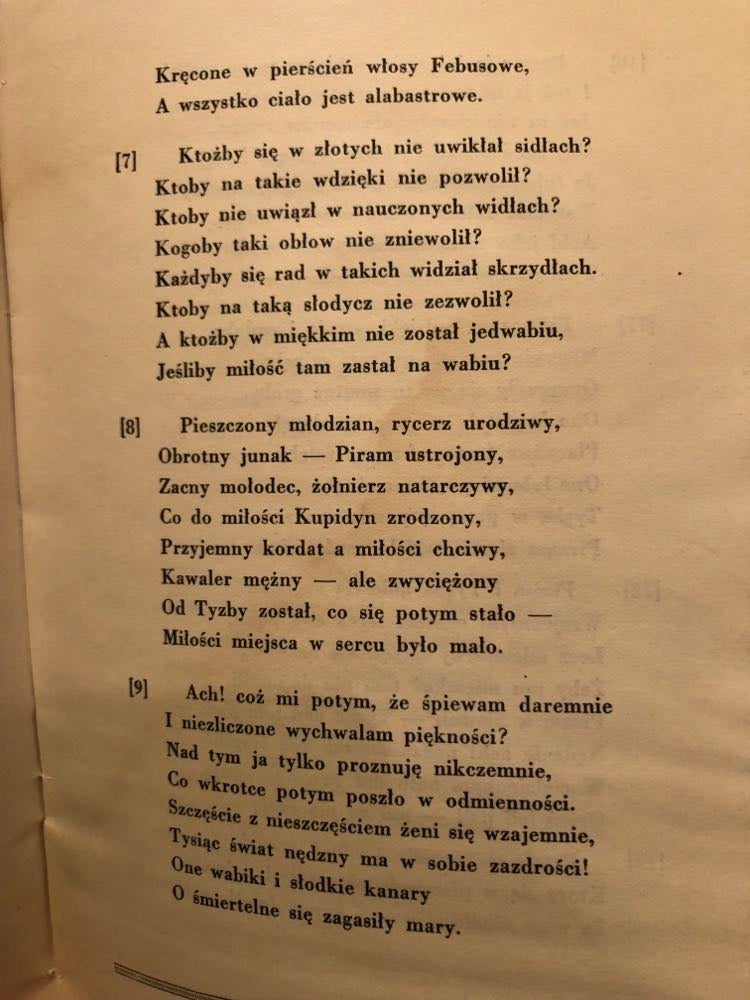 Kręcone w pierścień włosy Febusowe,
A wszystko ciało jest alabastrowe.
[7] Ktożby się w złotych nie uwikłał sidłach?
Ktoby na takie wdzięki nie pozwolił?
Ktoby nie uwiązł w nauczonych widłach?
Kogoby taki obłow nie zniewolił?
Każdyby się rad w takich widział skrzydłach.
Ktoby na taką słodycz nie zezwolił?
A ktożby w miękkim nie został jedwabiu,
Jeśliby miłość tam zastał na wabiu?
[8] Pieszczony młodzian, rycerz urodziwy,
Obrotny junak — Piram ustrojony,
Zacny mołodec, żołnierz natarczywy,
Co do miłości Kupidyn zrodzony,
Przyjemny kordat a miłości chciwy,
Kawaler mężny — ale zwyciężony
Od Tyzby został, co się potym stało —
Miłości miejsca w sercu było mało.
[9] Ach! coż mi potym, że śpiewam daremnie
I niezliczone wychwalam piękności?
Nad tym ja tylko proznuję nikczemnie,
Co wkrotce potym poszło w odmienności.
Szczęście z nieszczęściem żeni się wzajemnie,
Tysiąc świat nędzny ma w sobie zazdrości!
One wabiki i słodkie kanary
O śmiertelne się zagasiły mary.